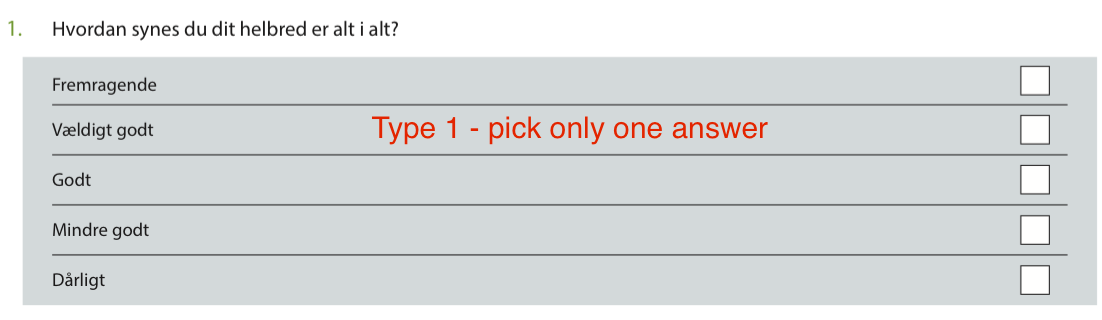 1. Hvordan synes du dit helbred er alt i alt?
Fremragende
Vældigt godt
Type 1 - pick only one answer
Godt
Mindre godt
Dårligt